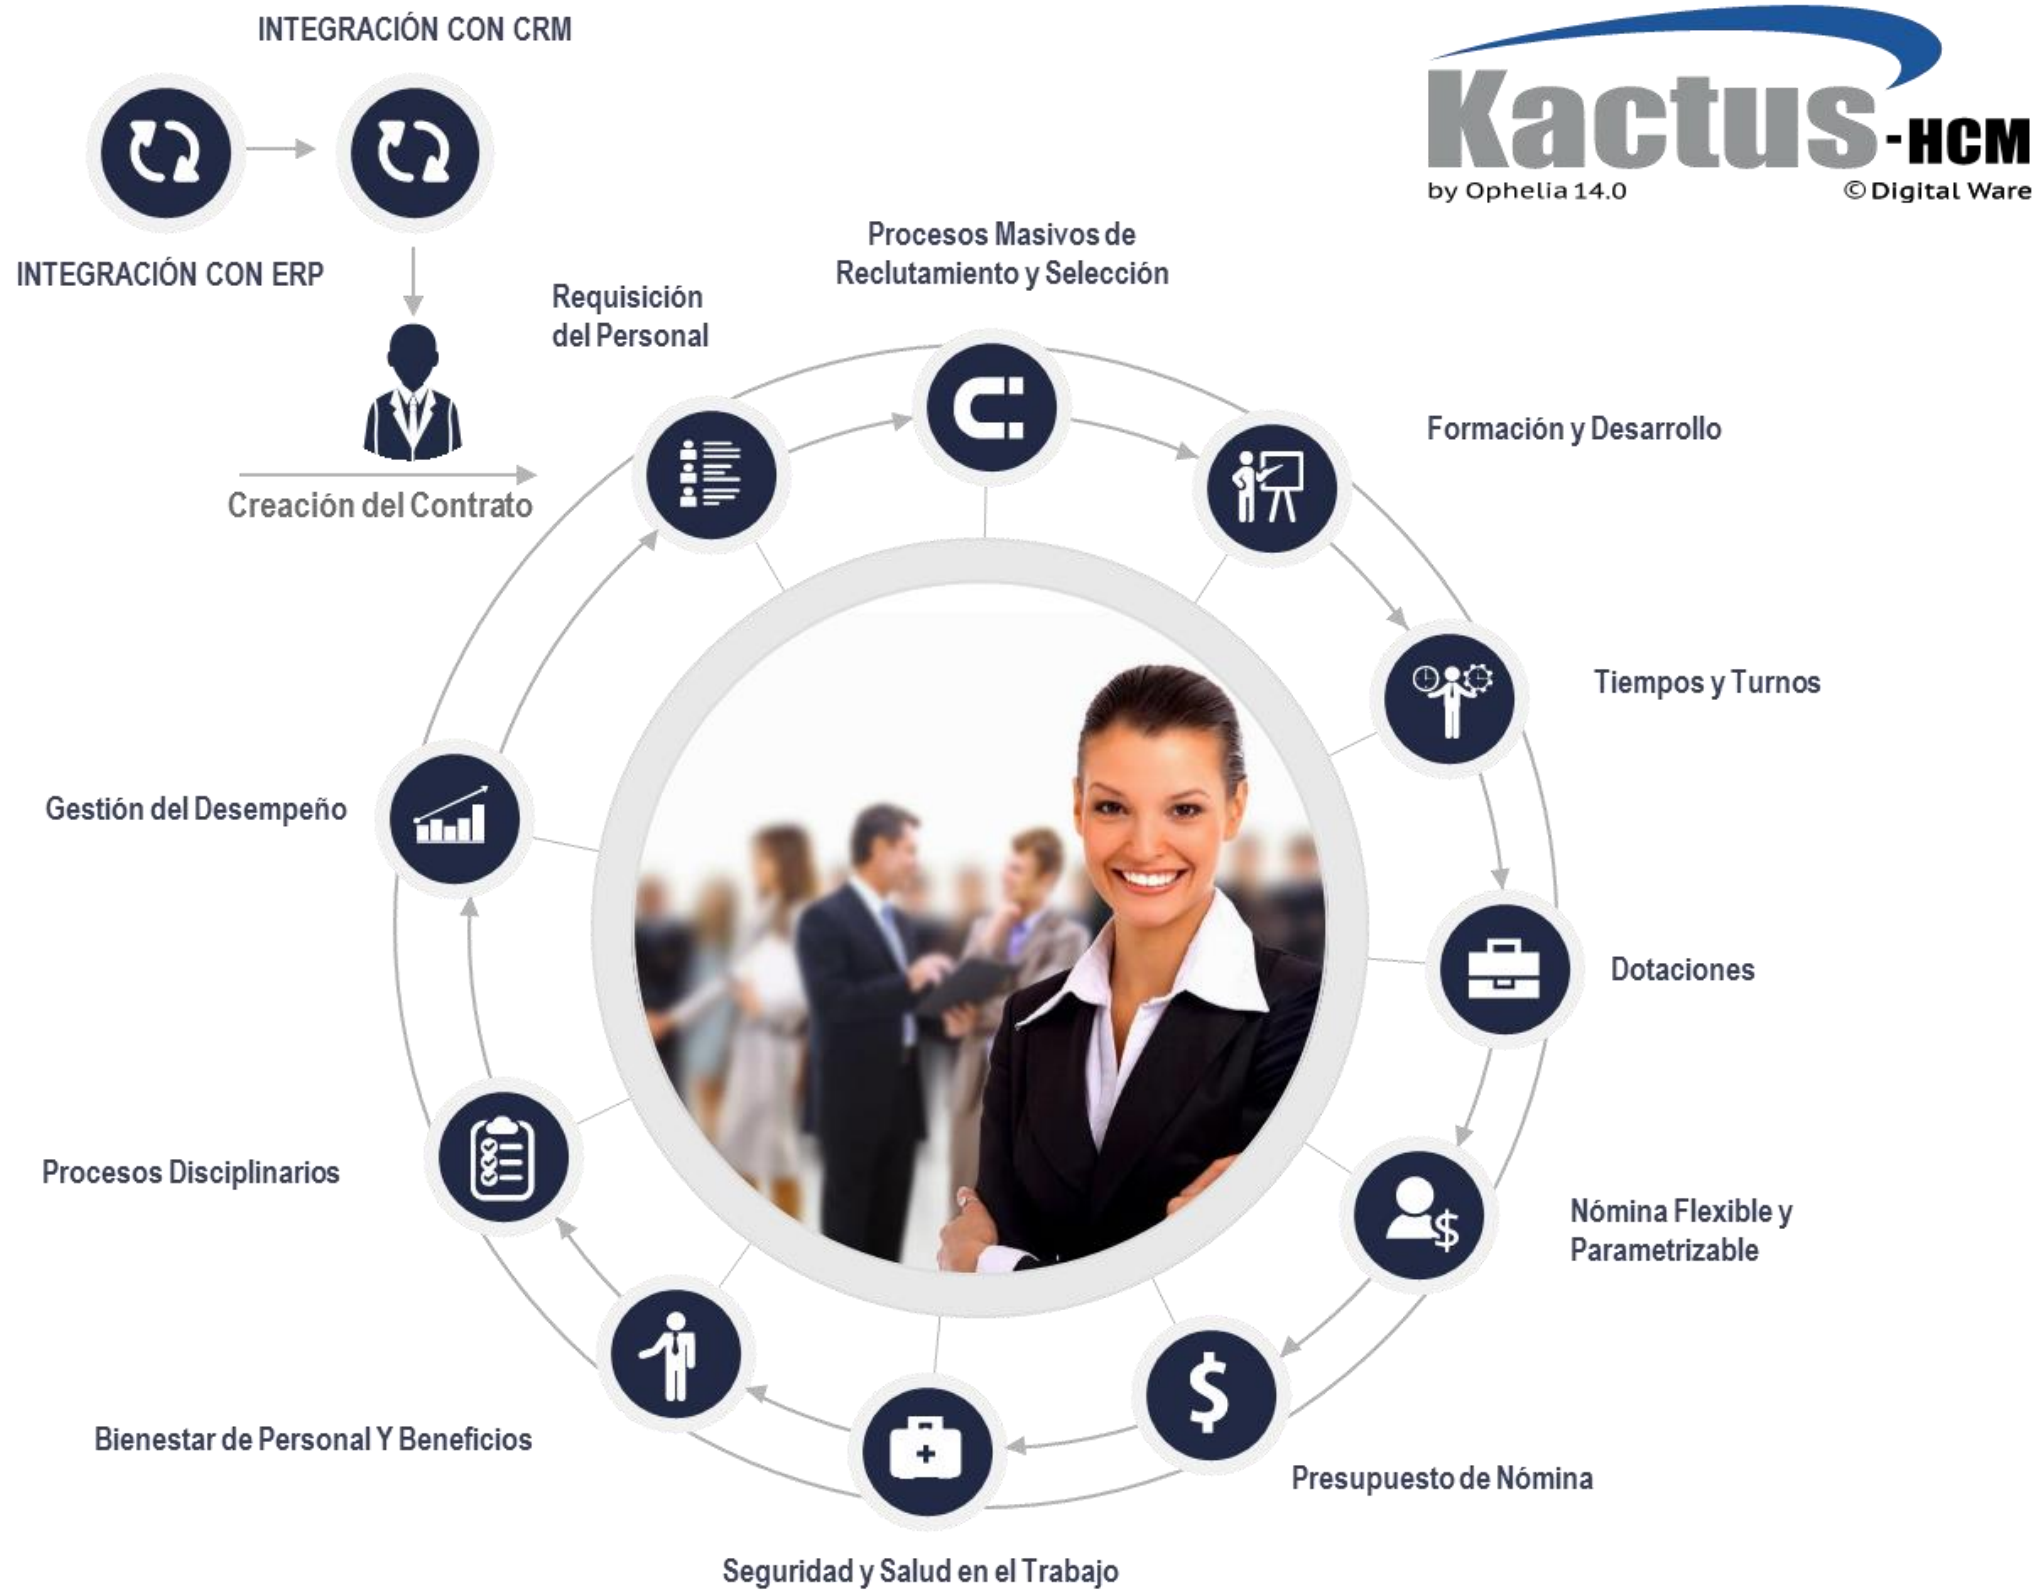 INTEGRACIÓN CON CRM
Kactus-HCM
by Ophelia 14.0
© Digital Ware
INTEGRACIÓN CON ERP
Procesos Masivos de
Reclutamiento y Selección
Requisición
del Personal
Formación y Desarrollo
Creación del Contrato
Tiempos y Turnos
Gestión del Desempeño
Dotaciones
Procesos Disciplinarios
Nómina Flexible y
Parametrizable
$
$
Bienestar de Personal Y Beneficios
Presupuesto de Nómina
Seguridad y Salud en el Trabajo